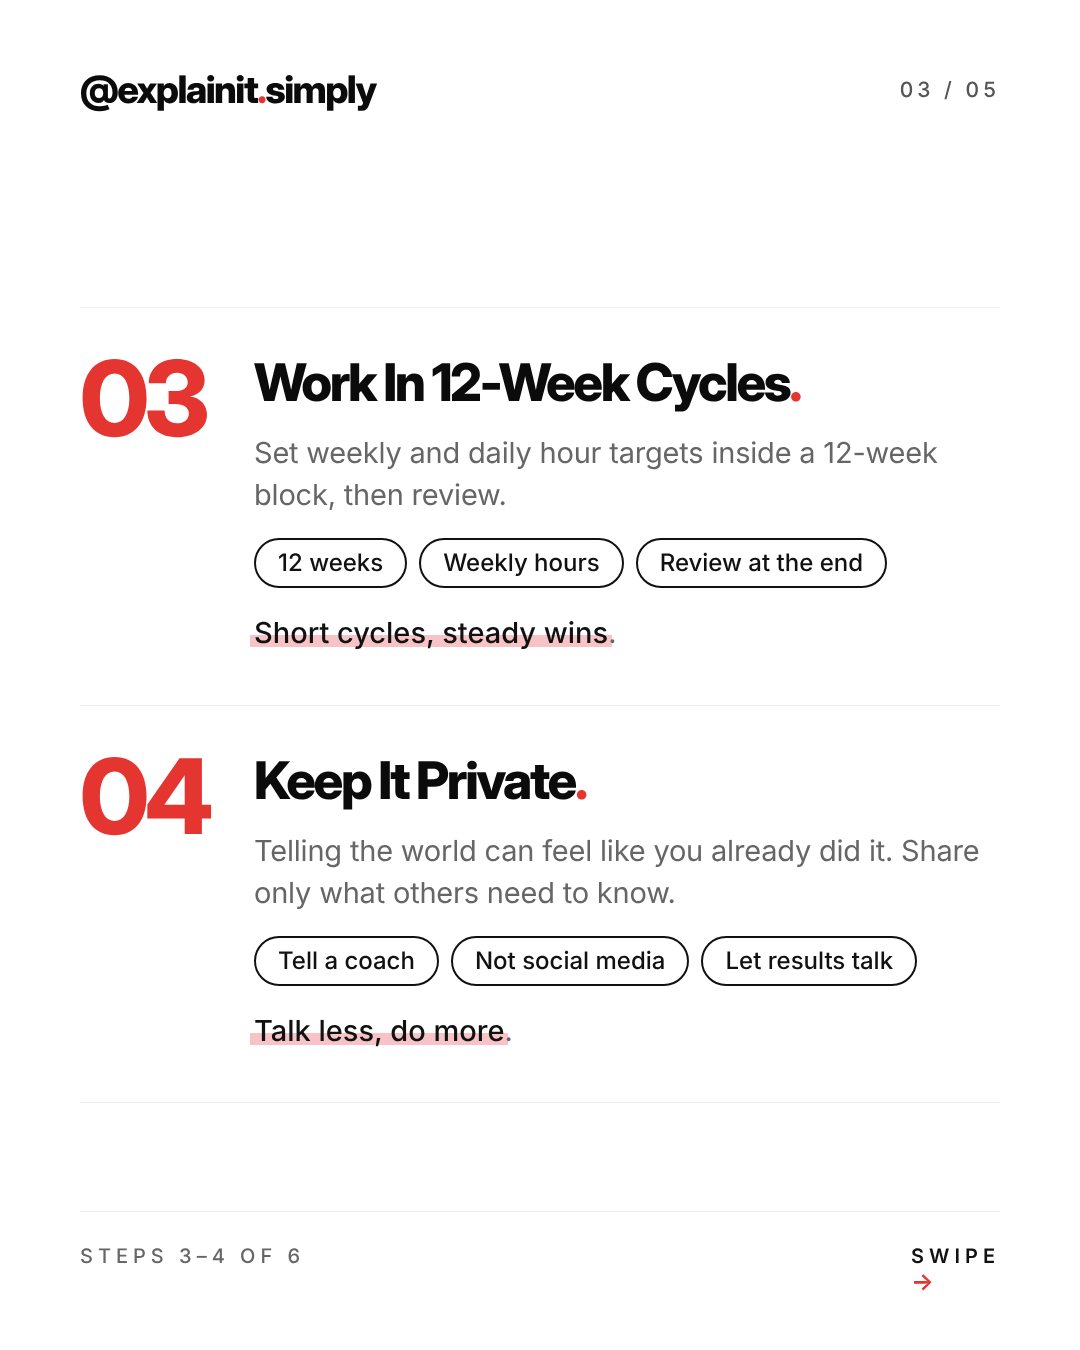 @explainit.simply
03 / 05
03
Work In 12-Week Cycles.
Set weekly and daily hour targets inside a 12-week
block, then review.
12 weeks
Weekly hours
Review at the end
Short cycles, steady wins.
04
Keep It Private.
Telling the world can feel like you already did it. Share
only what others need to know.
Tell a coach
Not social media
Let results talk
Talk less, do more.
STEPS 3–4 OF 6
SWIPE
→